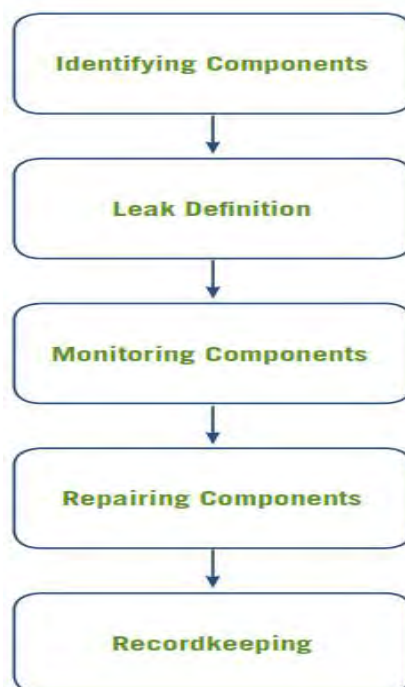 Identifying Components
Leak Definition
Monitoring Components
Repairing Components
Recordkeeping